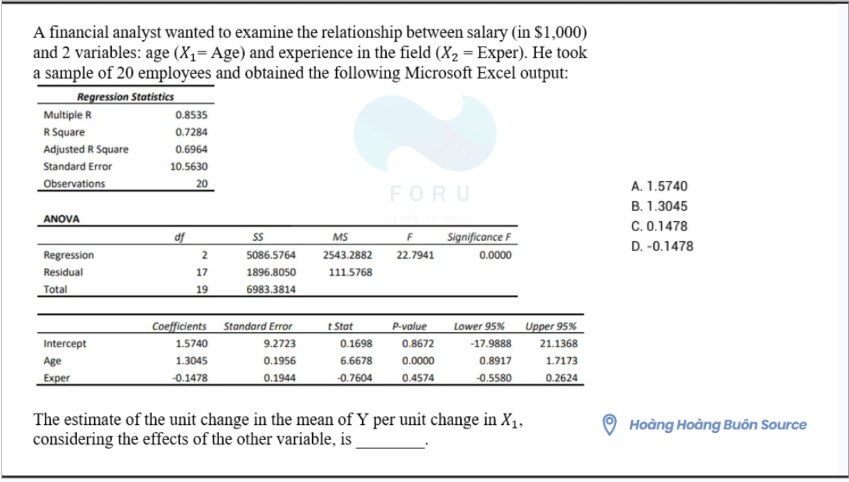 A financial analyst wanted to examine the relationship between salary (in $1,000)
and 2 variables: age (X₁= Age) and experience in the field (X₂ = Exper). He took
a sample of 20 employees and obtained the following Microsoft Excel output:
Regression Statistics
Multiple R 0.8535
R Square 0.7284
Adjusted R Square 0.6964
Standard Error 10.5630
Observations 20
FORU
ANOVA
df SS MS F Significance F
Regression 2 5086.5764 2543.2882 22.7941 0.0000
Residual 17 1896.8050 111.5768
Total 19 6983.3814
Coefficients Standard Error t Stat P-value Lower 95% Upper 95%
Intercept 1.5740 9.2723 0.1698 0.8672 -17.9888 21.1368
Age 1.3045 0.1956 6.6678 0.0000 0.8917 1.7173
Exper -0.1478 0.1944 -0.7604 0.4574 -0.5580 0.2624
The estimate of the unit change in the mean of Y per unit change in X₁,
considering the effects of the other variable, is ________.
A. 1.5740
B. 1.3045
C. 0.1478
D. -0.1478
Hoàng Hoàng Buôn Source